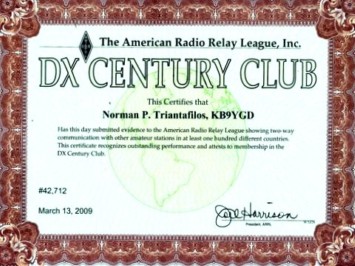 The American Radio Relay League, Inc.
DX CENTURY CLUB
This Certifies that
Norman P. Triantafilos, KB9YGD
Has this day submitted evidence to the American Radio Relay League showing two-way
communication with other amateur stations in at least one hundred different countries.
This certificate recognizes outstanding performance and attests to membership in the
DX Century Club.
#42,712
March 13, 2009
Joel Harrison
President, ARRL